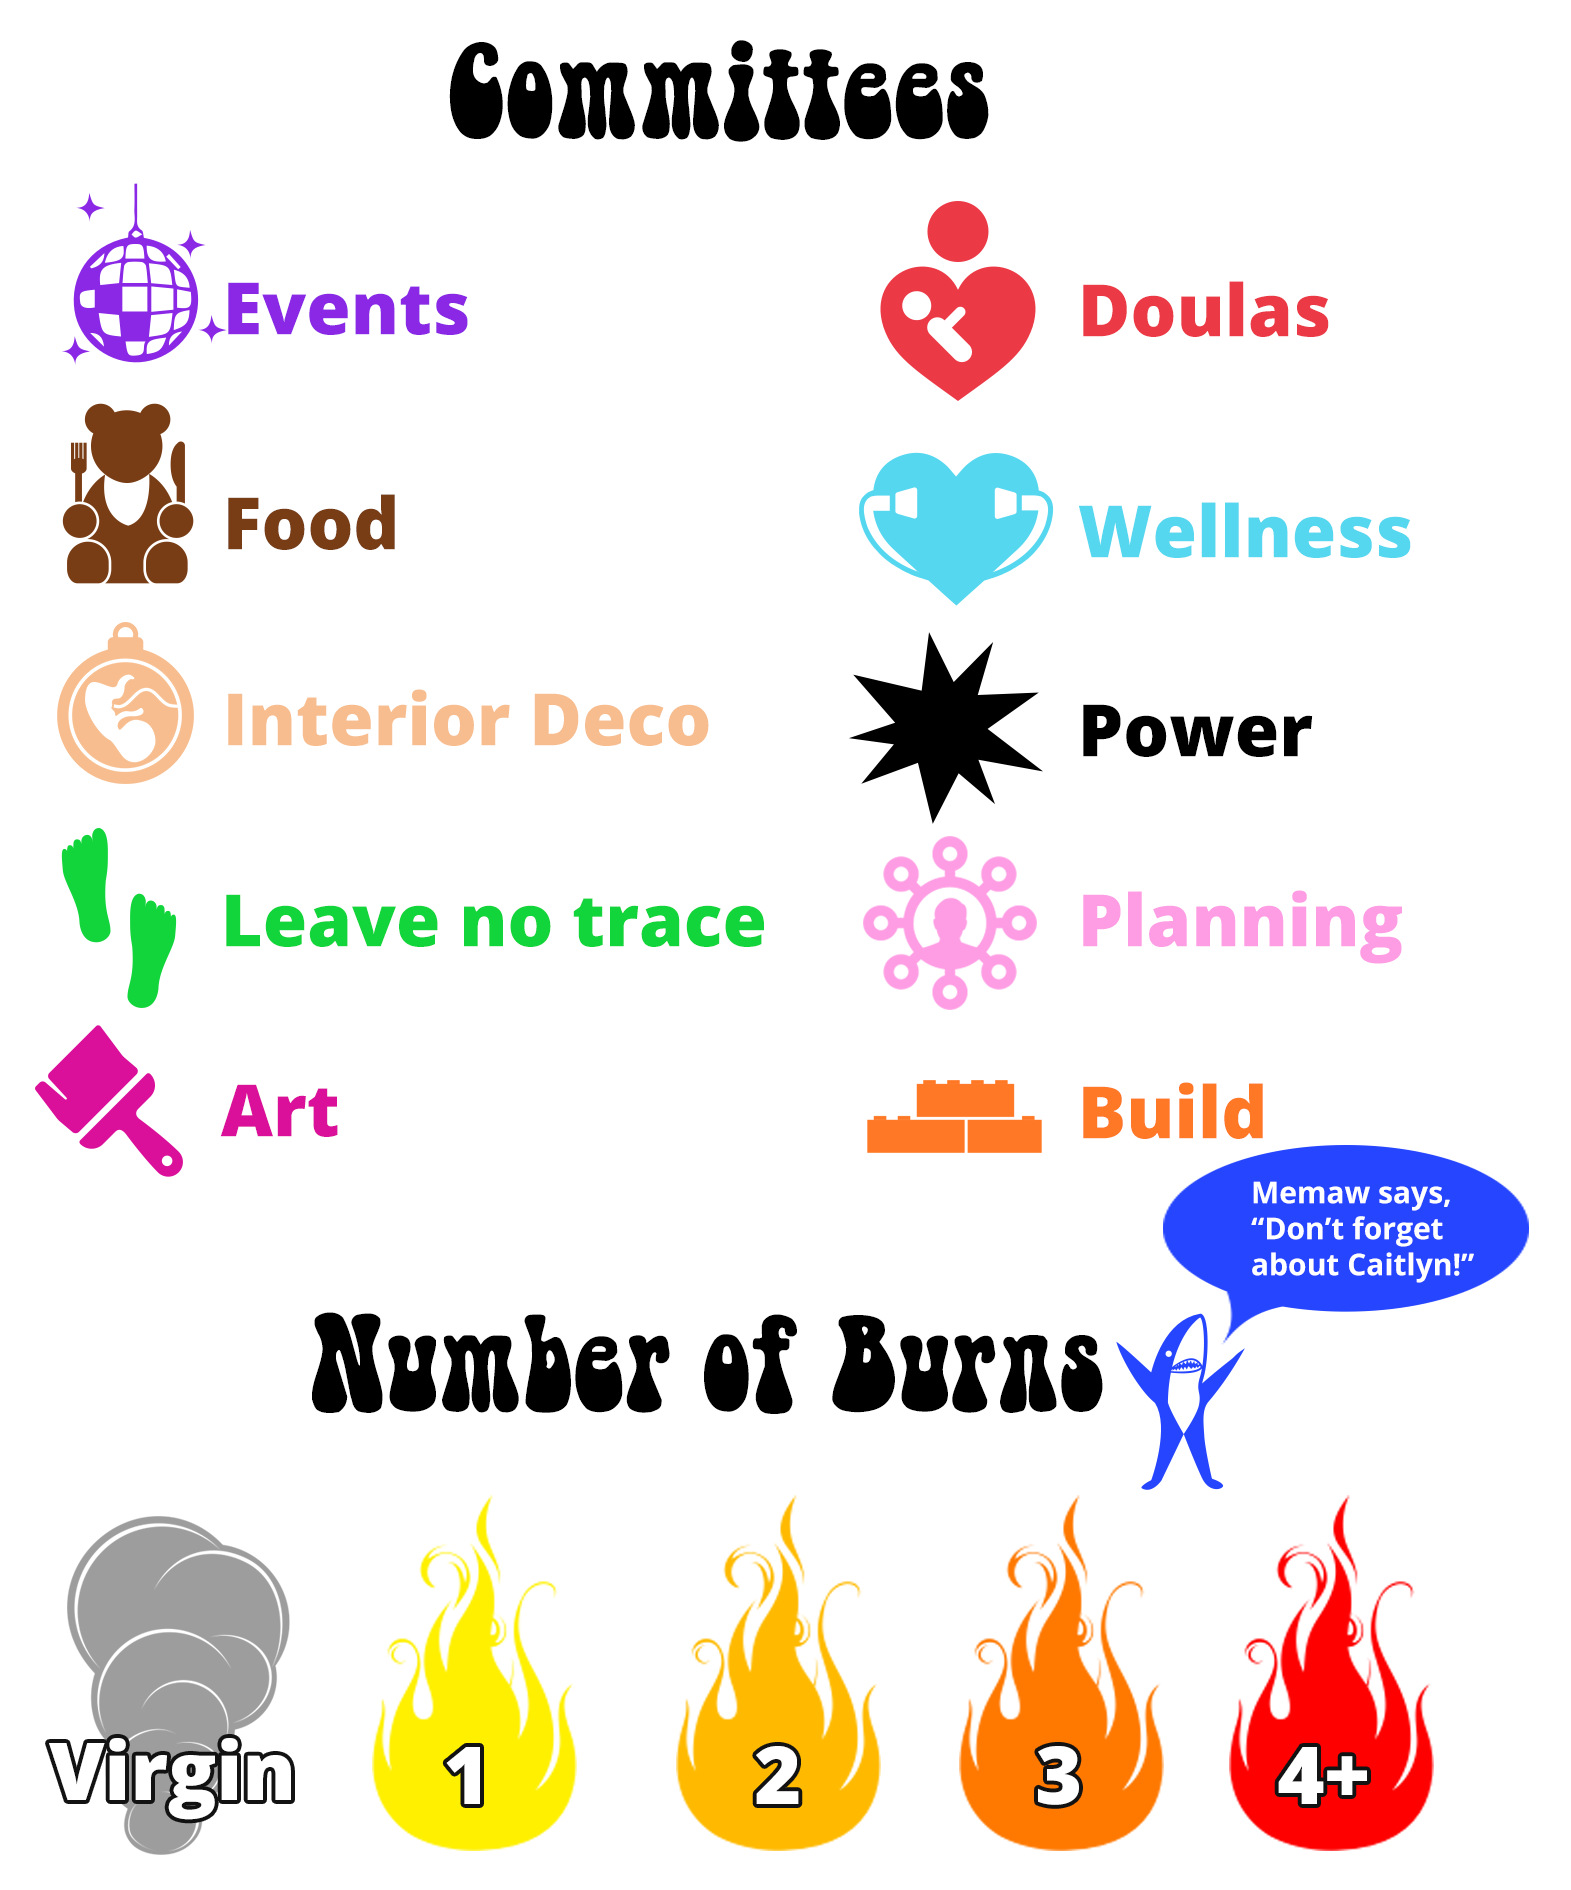 Committees
Events
Doulas
Food
Wellness
Interior Deco
Power
Leave no trace
Planning
Art
Build
Memaw says,
“Don’t forget
about Caitlyn!”
Number of Burns
Virgin
1
2
3
4+